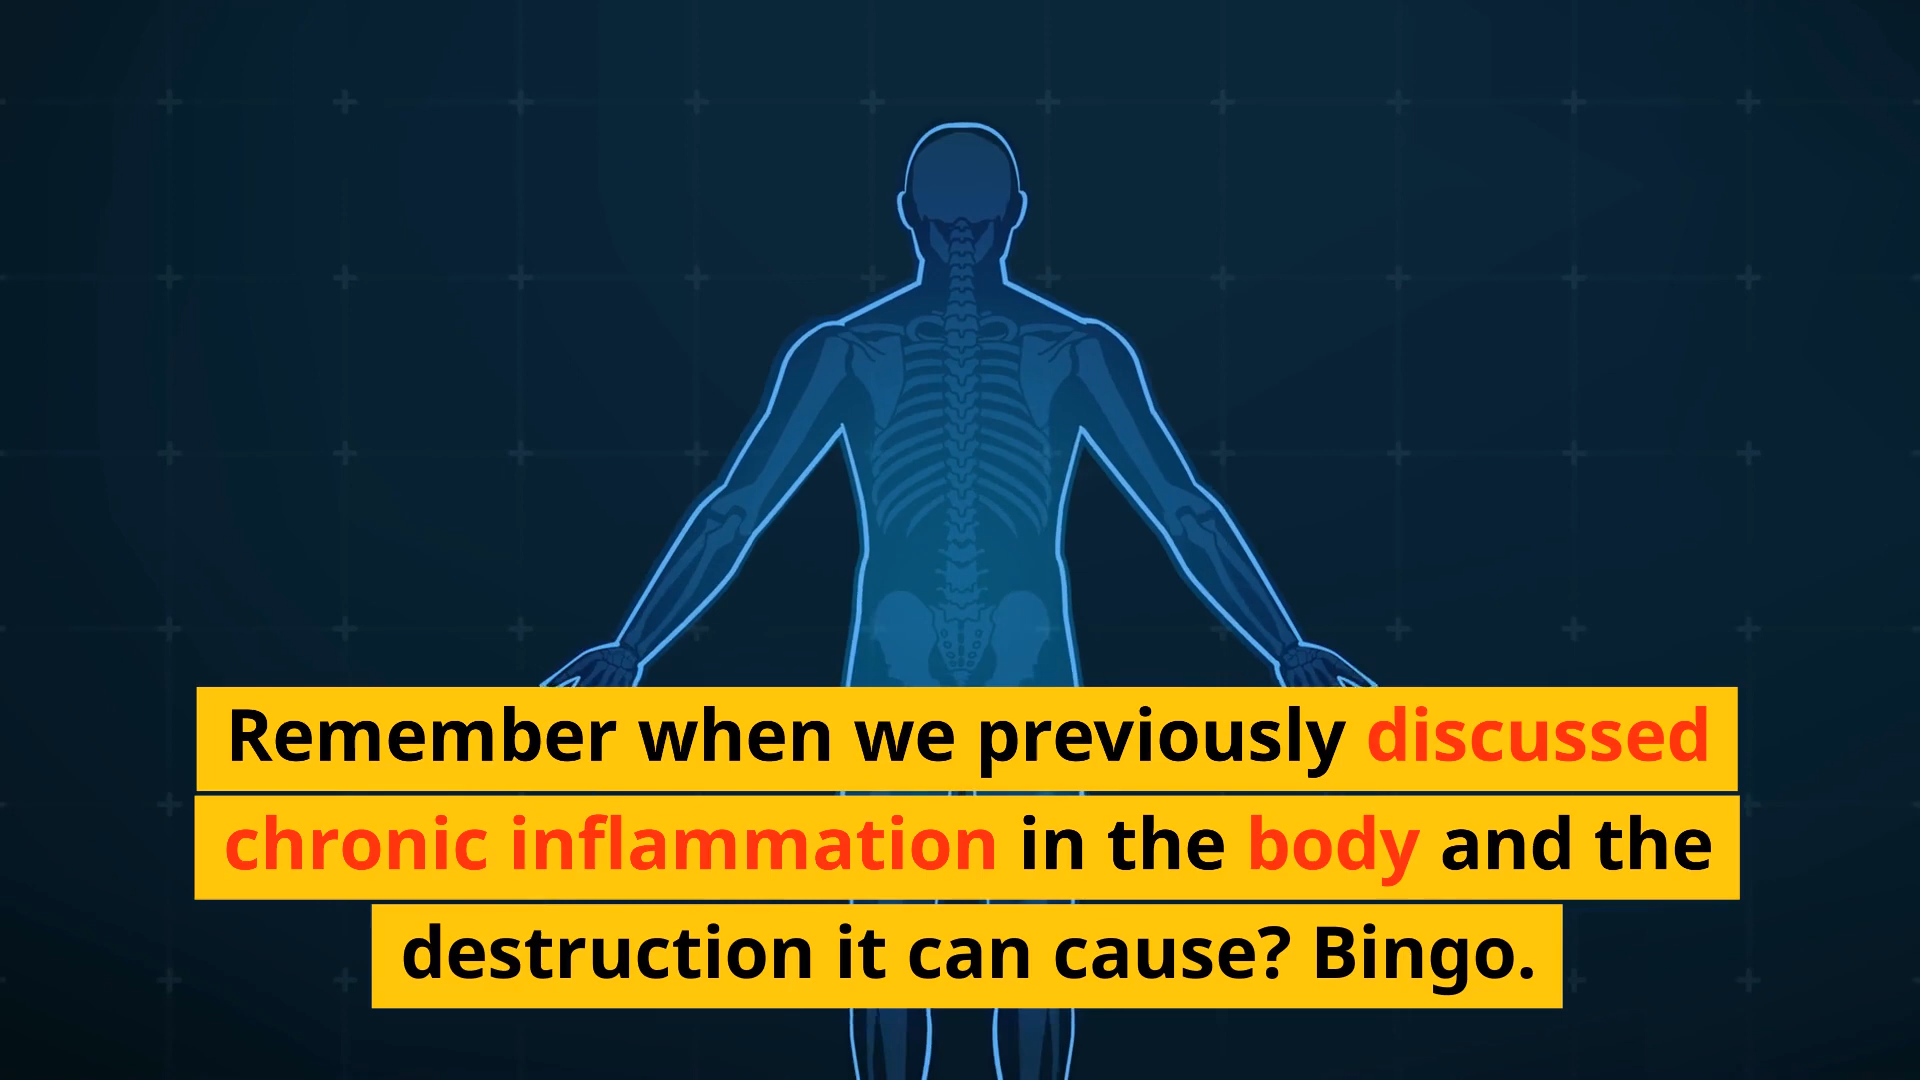 Remember when we previously discussed
chronic inflammation in the body and the
destruction it can cause? Bingo.